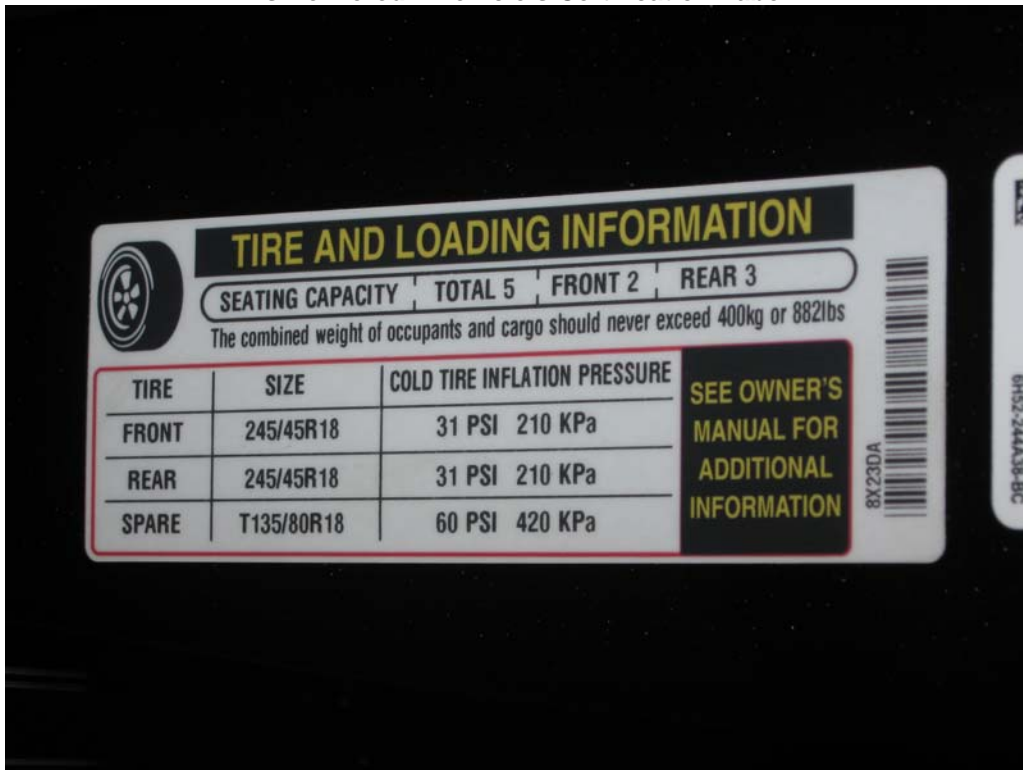 TIRE AND LOADING INFORMATION
SEATING CAPACITY TOTAL 5 FRONT 2 REAR 3
The combined weight of occupants and cargo should never exceed 400kg or 882lbs
TIRE SIZE COLD TIRE INFLATION PRESSURE
FRONT 245/45R18 31 PSI 210 KPa
REAR 245/45R18 31 PSI 210 KPa
SPARE T135/80R18 60 PSI 420 KPa
SEE OWNER'S
MANUAL FOR
ADDITIONAL
INFORMATION
8X23DA
6H52-244A38-BC